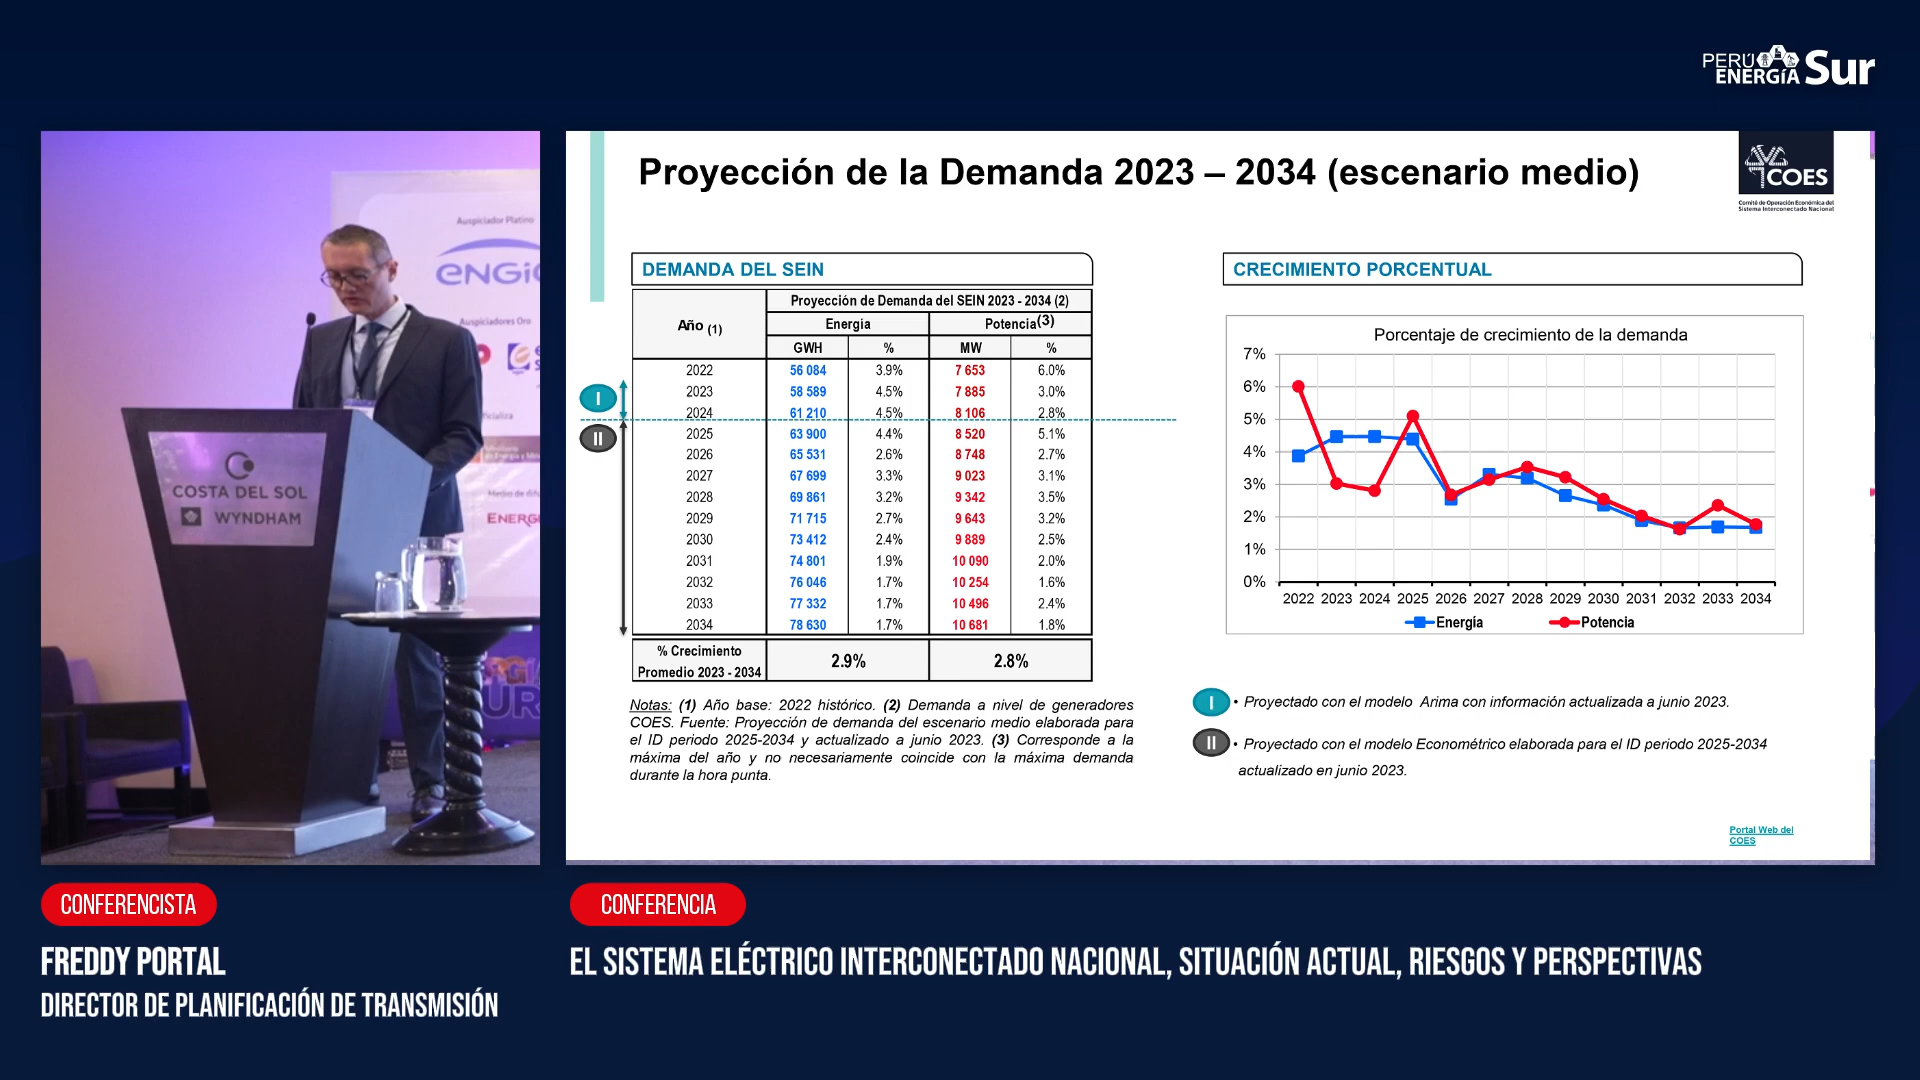 PERÚ
ENERGÍA Sur
Auspiciador Platino
ENGIE
Auspiciadores Oro
COSTA DEL SOL
WYNDHAM
Proyección de la Demanda 2023 – 2034 (escenario medio)
COES
Comité de Operación Económica del
Sistema Interconectado Nacional
DEMANDA DEL SEIN
Año (1) Proyección de Demanda del SEIN 2023 - 2034 (2)
Energía Potencia(3)
GWH % MW %
2022 56 084 3.9% 7 653 6.0%
2023 58 589 4.5% 7 885 3.0%
2024 61 210 4.5% 8 106 2.8%
2025 63 900 4.4% 8 520 5.1%
2026 65 531 2.6% 8 748 2.7%
2027 67 699 3.3% 9 023 3.1%
2028 69 861 3.2% 9 342 3.5%
2029 71 715 2.7% 9 643 3.2%
2030 73 412 2.4% 9 889 2.5%
2031 74 801 1.9% 10 090 2.0%
2032 76 046 1.7% 10 254 1.6%
2033 77 332 1.7% 10 496 2.4%
2034 78 630 1.7% 10 681 1.8%
% Crecimiento
Promedio 2023 - 2034 2.9% 2.8%
I
II
Notas: (1) Año base: 2022 histórico. (2) Demanda a nivel de generadores
COES. Fuente: Proyección de demanda del escenario medio elaborada para
el ID periodo 2025-2034 y actualizado a junio 2023. (3) Corresponde a la
máxima del año y no necesariamente coincide con la máxima demanda
durante la hora punta.
CRECIMIENTO PORCENTUAL
Porcentaje de crecimiento de la demanda
7%
6%
5%
4%
3%
2%
1%
0%
2022 2023 2024 2025 2026 2027 2028 2029 2030 2031 2032 2033 2034
Energía Potencia
I • Proyectado con el modelo Arima con información actualizada a junio 2023.
II • Proyectado con el modelo Econométrico elaborada para el ID periodo 2025-2034
actualizado en junio 2023.
Portal Web del
COES
CONFERENCISTA
FREDDY PORTAL
DIRECTOR DE PLANIFICACIÓN DE TRANSMISIÓN
CONFERENCIA
EL SISTEMA ELÉCTRICO INTERCONECTADO NACIONAL, SITUACIÓN ACTUAL, RIESGOS Y PERSPECTIVAS